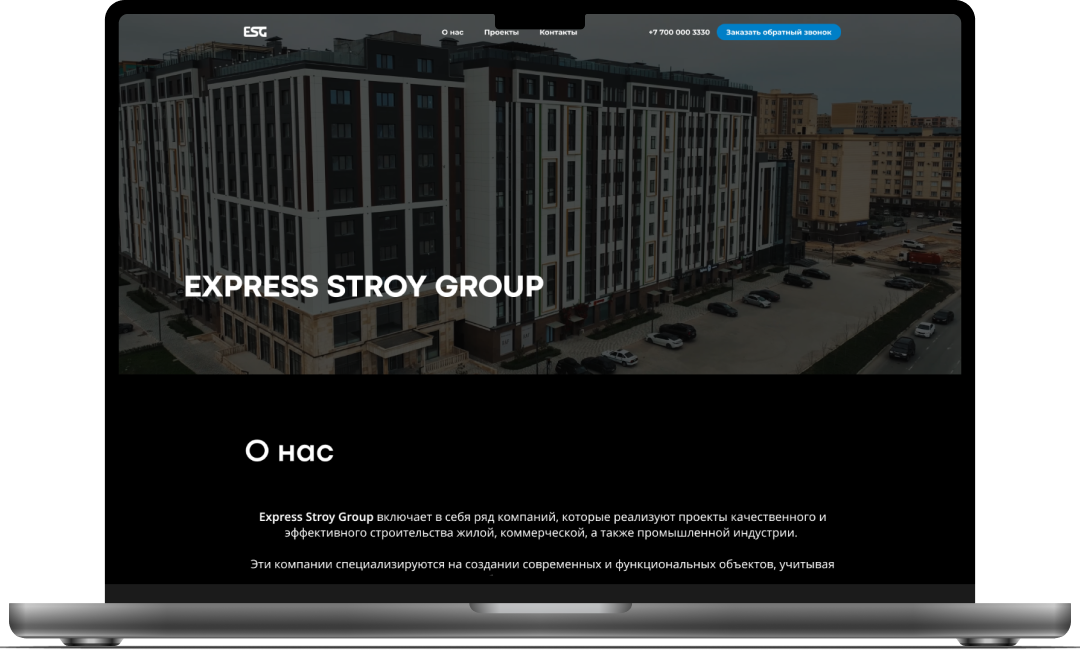 ESG
О нас
Проекты
Контакты
+7 700 000 3330
Заказать обратный звонок
EXPRESS STROY GROUP
О нас
Express Stroy Group включает в себя ряд компаний, которые реализуют проекты качественного и
эффективного строительства жилой, коммерческой, а также промышленной индустрии.
Эти компании специализируются на создании современных и функциональных объектов, учитывая